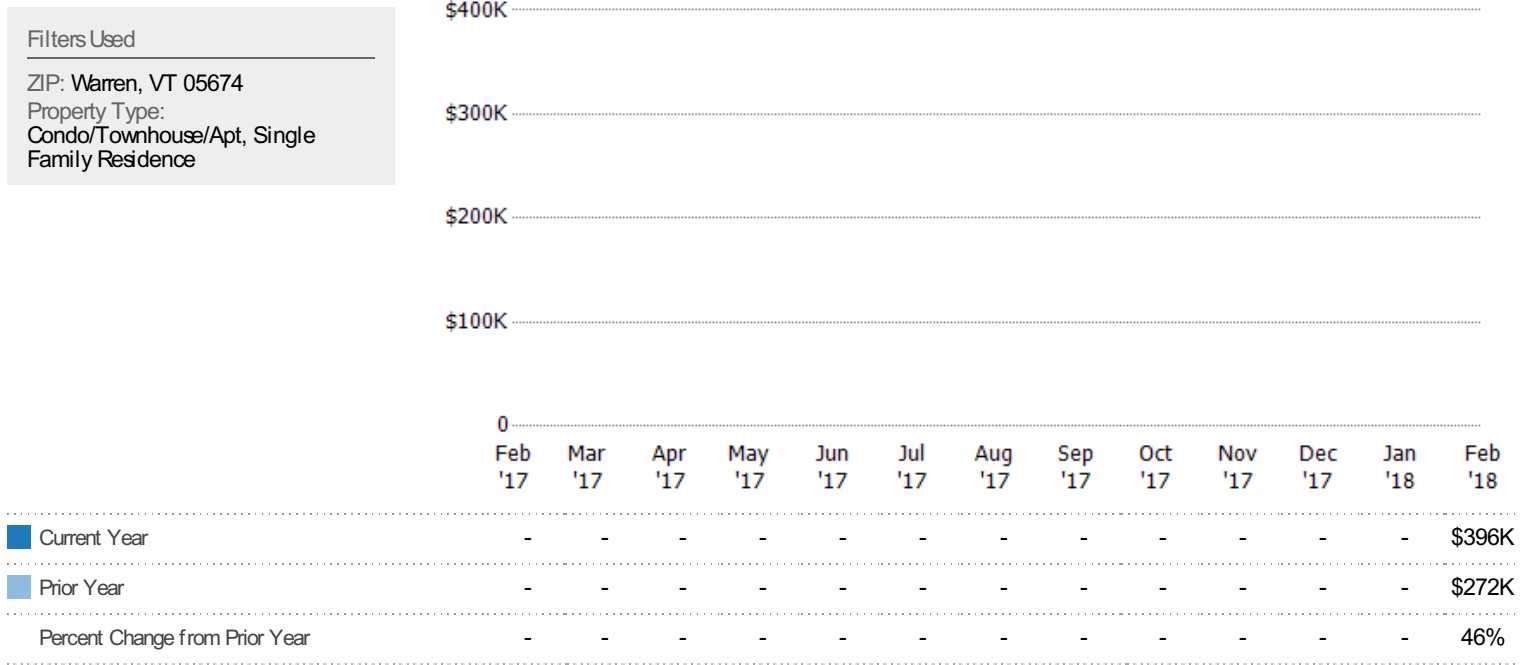 Filters Used
ZIP: Warren, VT 05674
Property Type:
Condo/Townhouse/Apt, Single
Family Residence
$400K
$300K
$200K
$100K
0
Feb '17 Mar '17 Apr '17 May '17 Jun '17 Jul '17 Aug '17 Sep '17 Oct '17 Nov '17 Dec '17 Jan '18 Feb '18
Current Year - - - - - - - - - - - - $396K
Prior Year - - - - - - - - - - - - $272K
Percent Change from Prior Year - - - - - - - - - - - - 46%